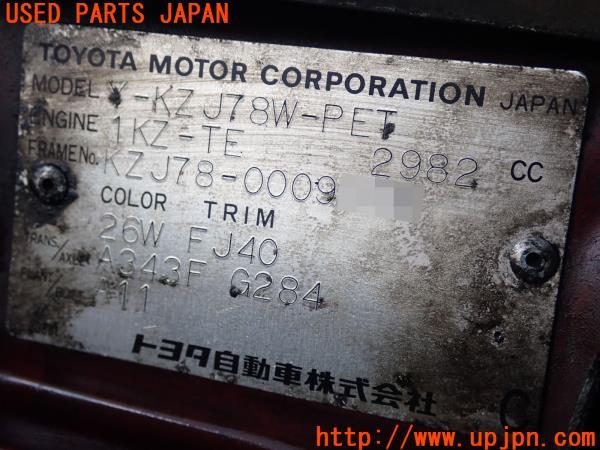 USED PARTS JAPAN
TOYOTA MOTOR CORPORATION JAPAN
MODEL Y-KZJ78W-PET
ENGINE 1KZ-TE 2982 CC
FRAME No. KZJ78-0009
COLOR TRIM
26W FJ40
TRANS/AXLE A343F G284
PLANT/ *11
トヨタ自動車株式会社
C
http://www.upjpn.com